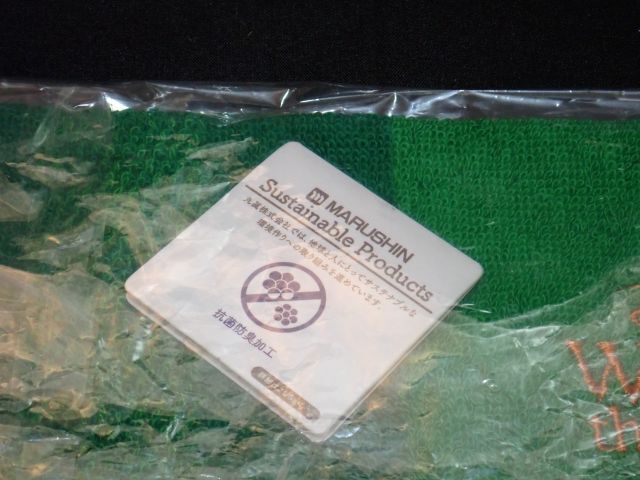 MARUSHIN
Sustainable Products
丸眞株式会社では、地球と人にとってサステナブルな
環境作りへの取り組みを進めています。
抗菌防臭加工
W
th